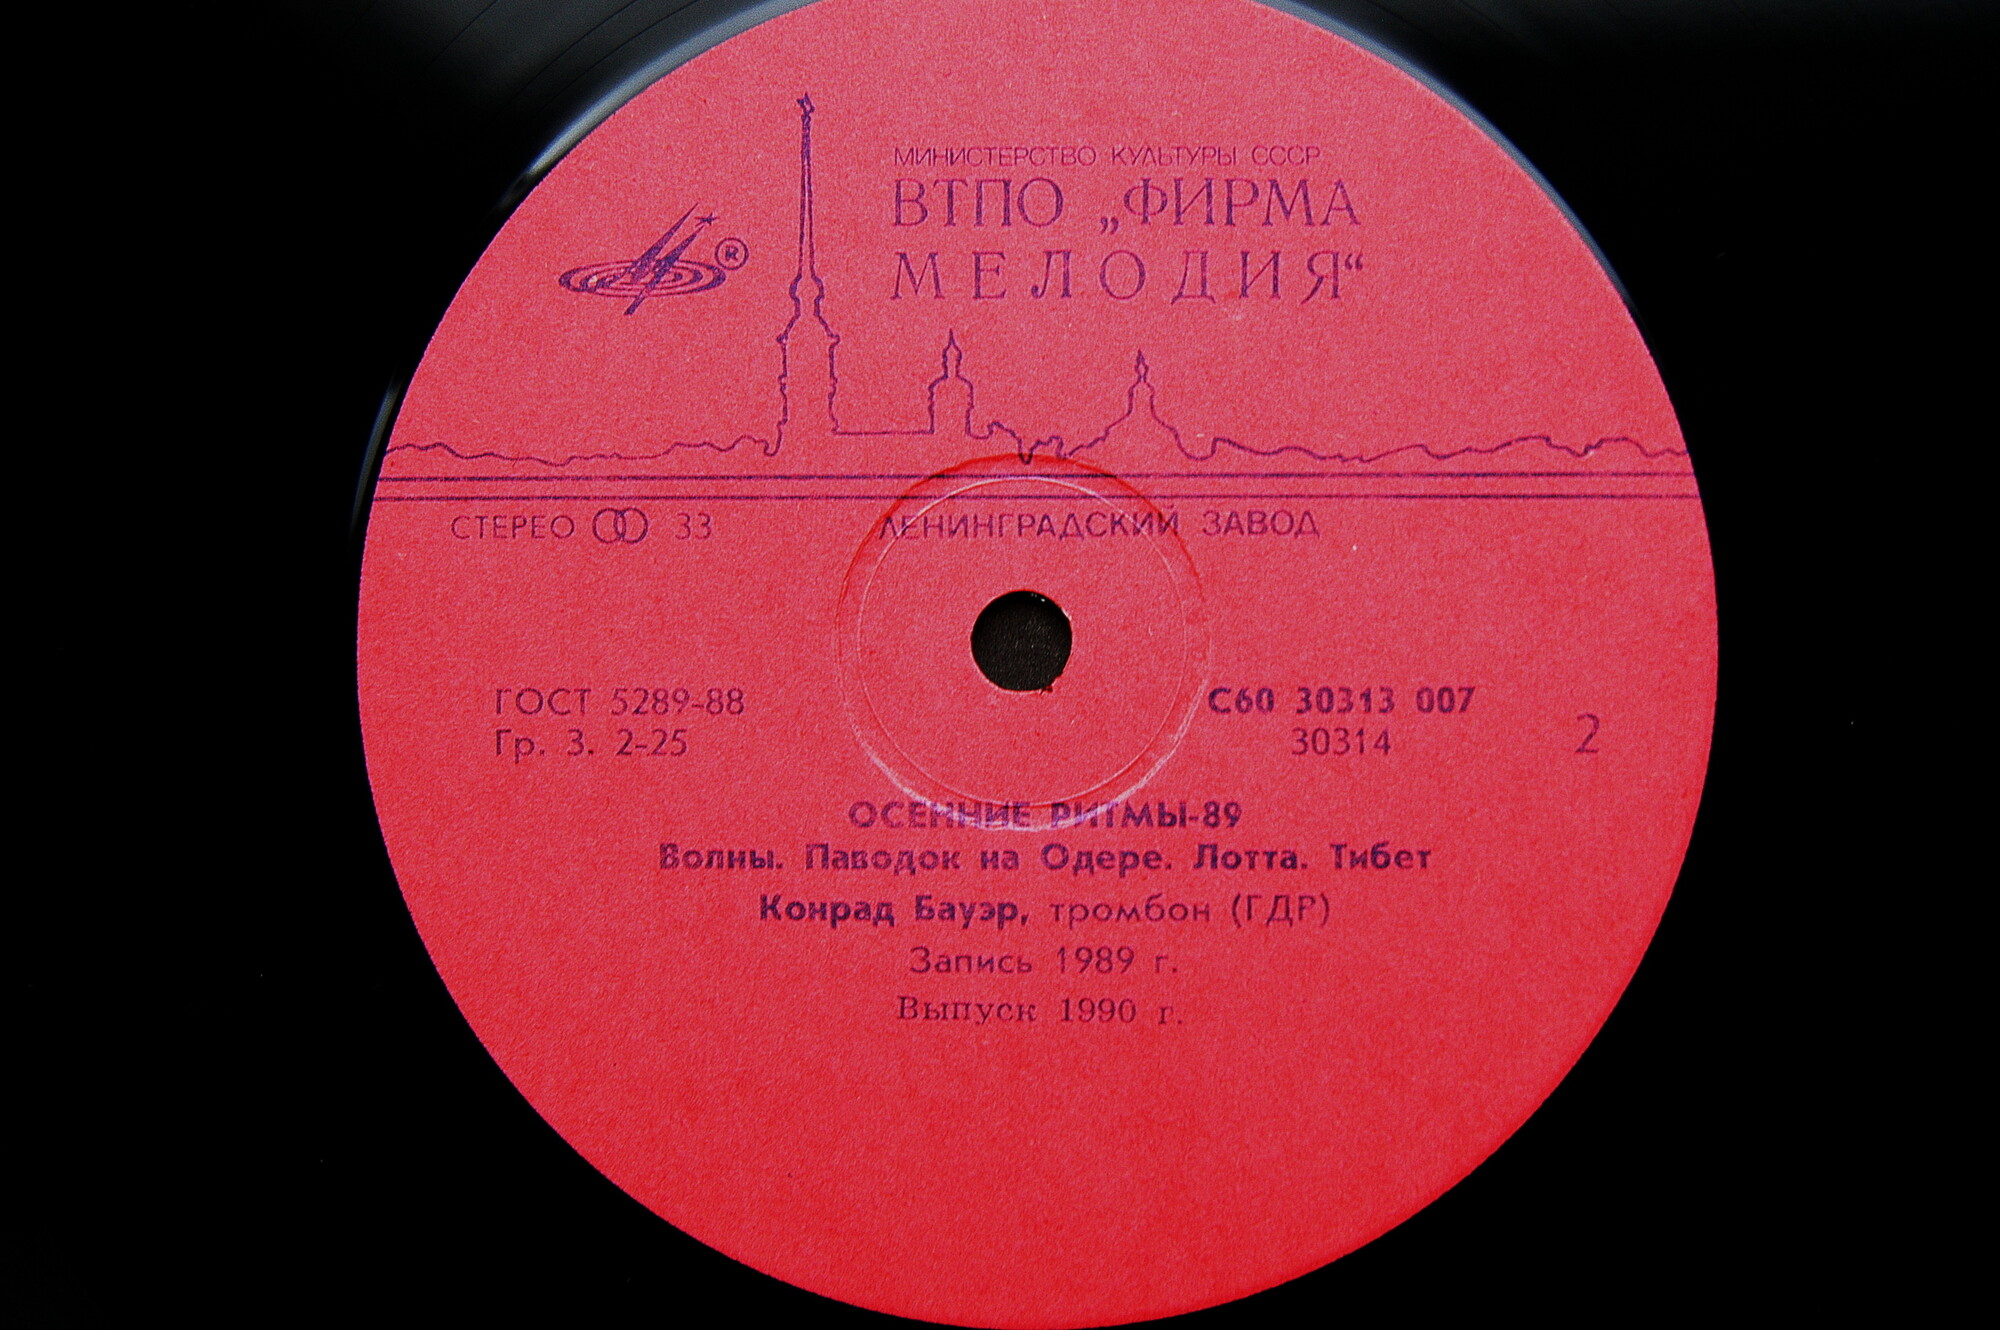 МИНИСТЕРСТВО КУЛЬТУРЫ СССР
ВТПО „ФИРМА
МЕЛОДИЯ“
®
СТЕРЕО 33
ЛЕНИНГРАДСКИЙ ЗАВОД
ГОСТ 5289-88
Гр. 3. 2-25
С60 30313 007
30314
2
ОСЕННИЕ РИТМЫ-89
Волны. Паводок на Одере. Лотта. Тибет
Конрад Бауэр, тромбон (ГДР)
Запись 1989 г.
Выпуск 1990 г.